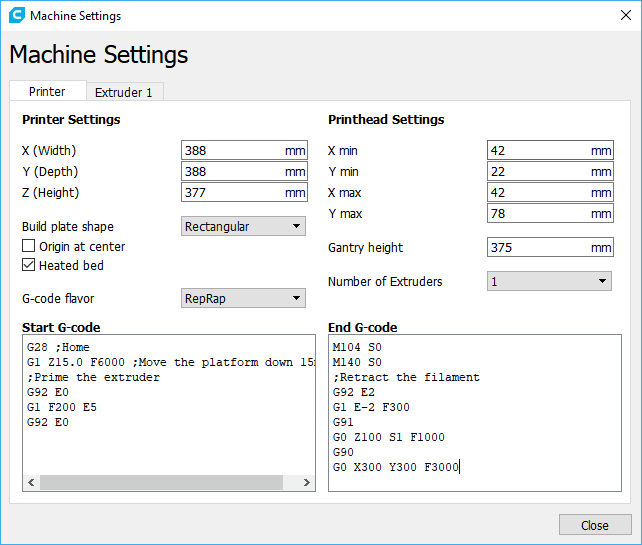 Machine Settings
Machine Settings
Printer
Extruder 1
Printer Settings
X (Width) 388 mm
Y (Depth) 388 mm
Z (Height) 377 mm
Build plate shape Rectangular
Origin at center
Heated bed
G-code flavor RepRap
Printhead Settings
X min 42 mm
Y min 22 mm
X max 42 mm
Y max 78 mm
Gantry height 375 mm
Number of Extruders 1
Start G-code
G28 ;Home
G1 Z15.0 F6000 ;Move the platform down 15m
;Prime the extruder
G92 E0
G1 F200 E5
G92 E0
End G-code
M104 S0
M140 S0
;Retract the filament
G92 E2
G1 E-2 F300
G91
G0 Z100 S1 F1000
G90
G0 X300 Y300 F3000
Close